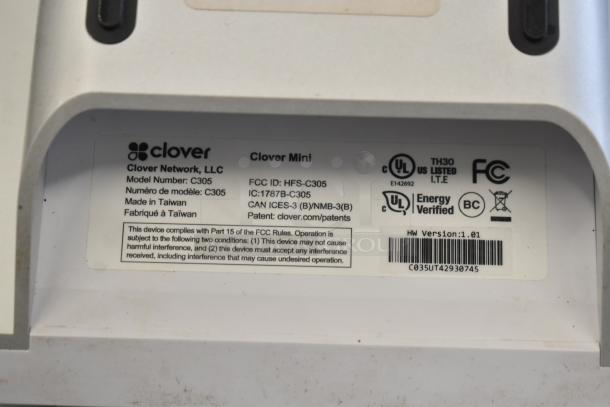 clover
Clover Network, LLC
Model Number: C305
Numéro de modèle: C305
Made in Taiwan
Fabriqué à Taïwan
Clover Mini
FCC ID: HFS-C305
IC:1787B-C305
CAN ICES-3 (B)/NMB-3(B)
Patent: clover.com/patents
This device complies with Part 15 of the FCC Rules. Operation is
subject to the following two conditions: (1) This device may not cause
harmful interference, and (2) this device must accept any interference
received, including interference that may cause undesired operation.
C UL US LISTED
TH30
I.T.E
E142692
FC
C UL Energy
Verified
BC
HW Version:1.01
C035UT42930745